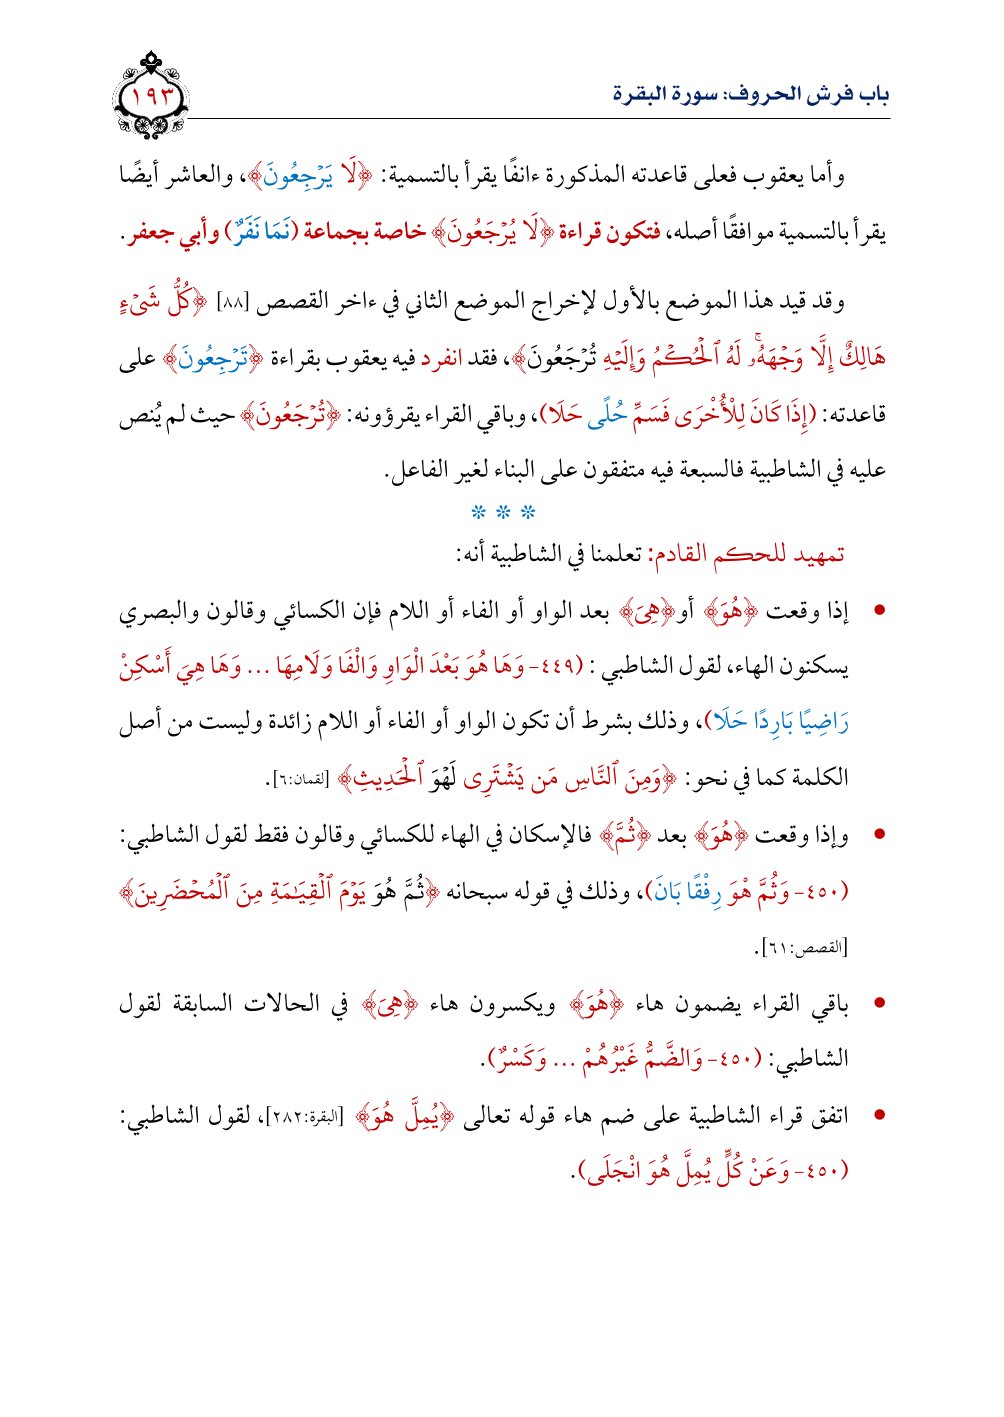 باب فرش الحروف: سورة البقرة
١٩٣
وأما يعقوب فعلى قاعدته المذكورة ءانفًا يقرأ بالتسمية: ﴿لَا يَرۡجِعُونَ﴾، والعاشر أيضًا
يقرأ بالتسمية موافقًا أصله، فتكون قراءة ﴿لَا يُرۡجَعُونَ﴾ خاصة بجماعة (نَمَا نَفَرٌ) وأبي جعفر.
وقد قيد هذا الموضع بالأول لإخراج الموضع الثاني في ءاخر القصص [٨٨] ﴿كُلُّ شَىۡءٍ
هَالِكٌ إِلَّا وَجۡهَهُۥۚ لَهُ ٱلۡحُكۡمُ وَإِلَيۡهِ تُرۡجَعُونَ﴾، فقد انفرد فيه يعقوب بقراءة ﴿تَرۡجِعُونَ﴾ على
قاعدته: (إِذَا كَانَ لِلْأُخْرَى فَسَمِّ حُلًى حَلَا)، وباقي القراء يقرؤونه: ﴿تُرۡجَعُونَ﴾ حيث لم يُنص
عليه في الشاطبية فالسبعة فيه متفقون على البناء لغير الفاعل.
* * *
تمهيد للحكم القادم: تعلمنا في الشاطبية أنه:
• إذا وقعت ﴿هُوَ﴾ أو﴿هِىَ﴾ بعد الواو أو الفاء أو اللام فإن الكسائي وقالون والبصري
يسكنون الهاء، لقول الشاطبي : (٤٤٩- وَهَا هُوَ بَعْدَ الْوَاوِ وَالْفَا وَلَامِهَا ... وَهَا هِيَ أَسْكِنْ
رَاضِيًا بَارِدًا حَلَا)، وذلك بشرط أن تكون الواو أو الفاء أو اللام زائدة وليست من أصل
الكلمة كما في نحو: ﴿وَمِنَ ٱلنَّاسِ مَن يَشۡتَرِى لَهۡوَ ٱلۡحَدِيثِ﴾ [لقمان:٦].
• وإذا وقعت ﴿هُوَ﴾ بعد ﴿ثُمَّ﴾ فالإسكان في الهاء للكسائي وقالون فقط لقول الشاطبي:
(٤٥٠- وَثُمَّ هْوَ رِفْقًا بَانَ)، وذلك في قوله سبحانه ﴿ثُمَّ هُوَ يَوۡمَ ٱلۡقِيَٰمَةِ مِنَ ٱلۡمُحۡضَرِينَ﴾
[القصص:٦١].
• باقي القراء يضمون هاء ﴿هُوَ﴾ ويكسرون هاء ﴿هِىَ﴾ في الحالات السابقة لقول
الشاطبي: (٤٥٠- وَالضَّمُّ غَيْرُهُمْ ... وَكَسْرٌ).
• اتفق قراء الشاطبية على ضم هاء قوله تعالى ﴿يُمِلَّ هُوَ﴾ [البقرة:٢٨٢]، لقول الشاطبي:
(٤٥٠- وَعَنْ كُلٍّ يُمِلَّ هُوَ انْجَلَى).